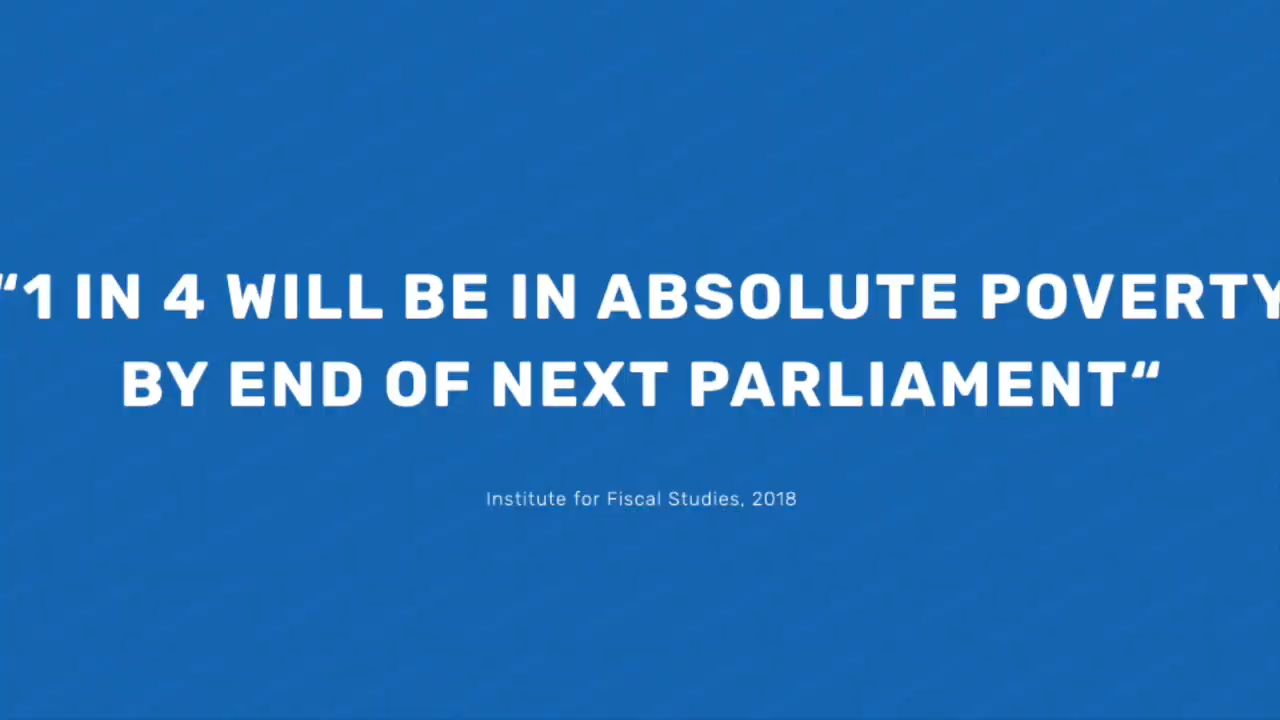 “1 IN 4 WILL BE IN ABSOLUTE POVERTY
BY END OF NEXT PARLIAMENT“
Institute for Fiscal Studies, 2018